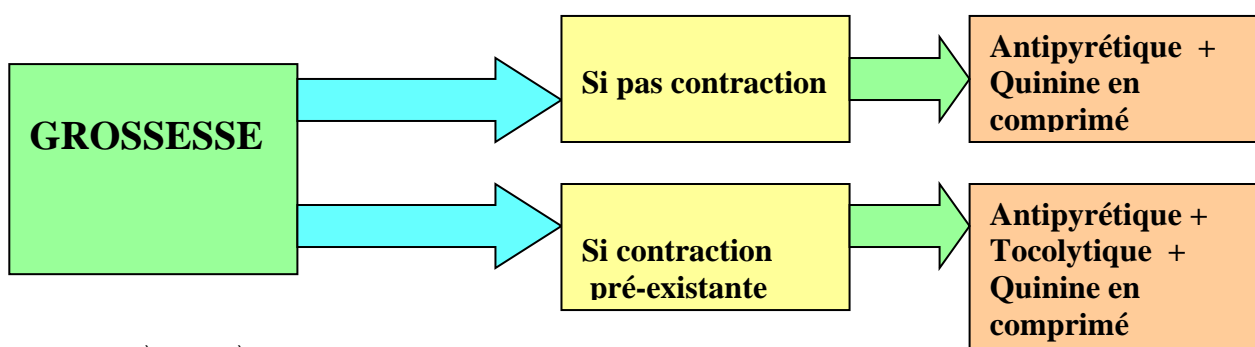 GROSSESSE
Si pas contraction
Antipyrétique +
Quinine en
comprimé
Si contraction
pré-existante
Antipyrétique +
Tocolytique +
Quinine en
comprimé